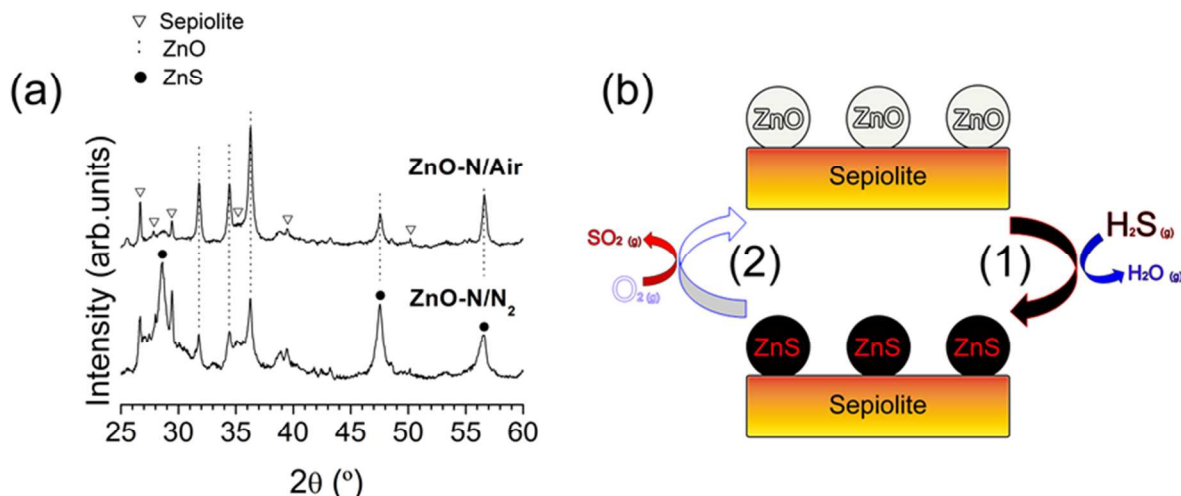 ▽ Sepiolite
⋮ ZnO
● ZnS
(a)
Intensity (arb.units)
ZnO-N/Air
ZnO-N/N₂
25 30 35 40 45 50 55 60
2θ (º)
(b)
ZnO ZnO ZnO
Sepiolite
SO₂ (g)
O₂ (g)
(2)
(1)
H₂S (g)
H₂O (g)
ZnS ZnS ZnS
Sepiolite